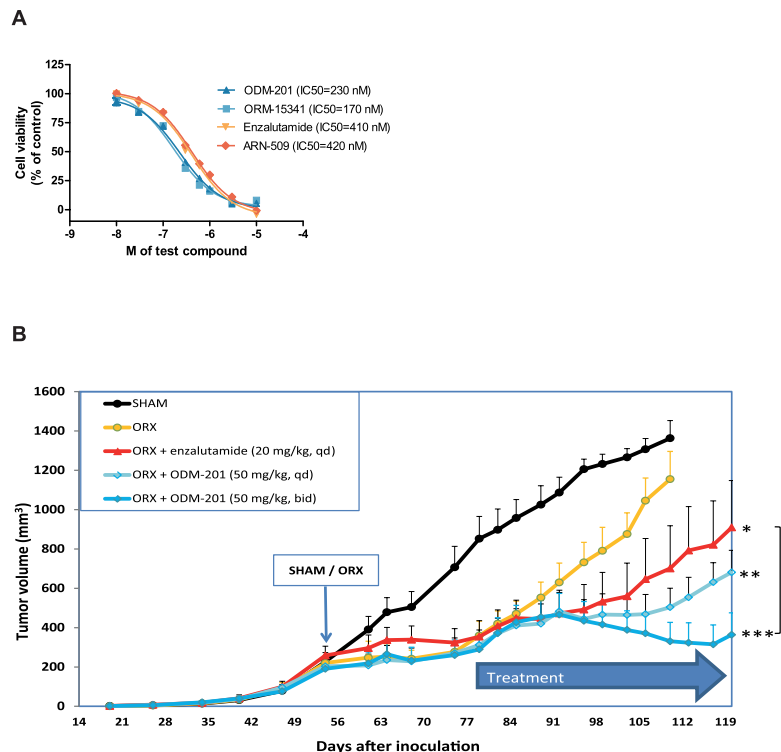 A
125
100
75
50
25
0
-9 -8 -7 -6 -5 -4
Cell viability
(% of control)
M of test compound
ODM-201 (IC50=230 nM)
ORM-15341 (IC50=170 nM)
Enzalutamide (IC50=410 nM)
ARN-509 (IC50=420 nM)
B
1600
1400
1200
1000
800
600
400
200
0
Tumor volume (mm³)
SHAM
ORX
ORX + enzalutamide (20 mg/kg, qd)
ORX + ODM-201 (50 mg/kg, qd)
ORX + ODM-201 (50 mg/kg, bid)
SHAM / ORX
*
**
***
Treatment
14 21 28 35 42 49 56 63 70 77 84 91 98 105 112 119
Days after inoculation